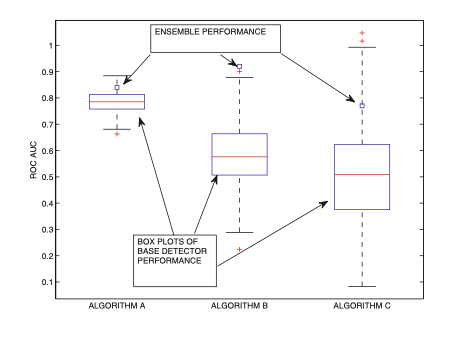 ENSEMBLE PERFORMANCE
1
0.9
0.8
0.7
0.6
0.5
0.4
0.3
0.2
0.1
ROC AUC
BOX PLOTS OF
BASE DETECTOR
PERFORMANCE
ALGORITHM A
ALGORITHM B
ALGORITHM C